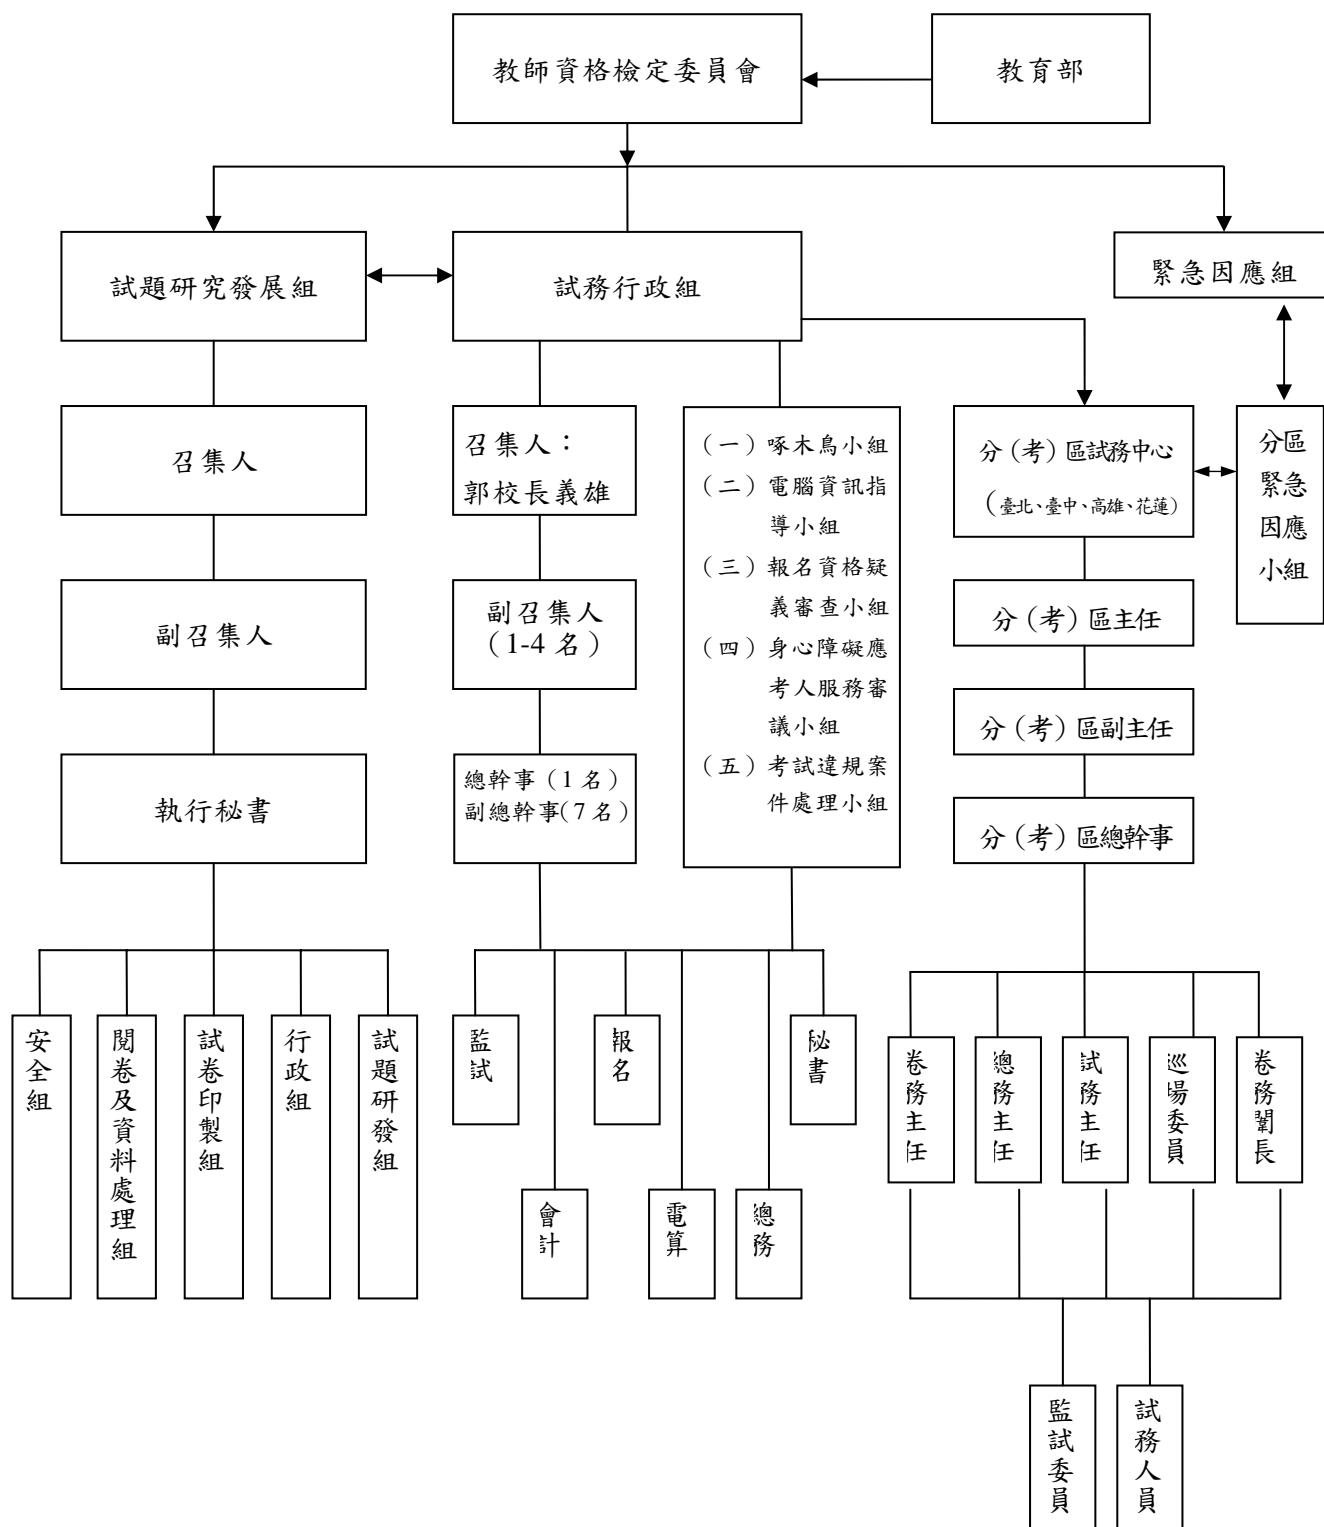 教師資格檢定委員會
教育部
試題研究發展組
試務行政組
緊急因應組
召集人
召集人：
郭校長義雄
（一）啄木鳥小組
（二）電腦資訊指
導小組
（三）報名資格疑
義審查小組
（四）身心障礙應
考人服務審
議小組
（五）考試違規案
件處理小組
分（考）區試務中心
（臺北、臺中、高雄、花蓮）
分區
緊急
因應
小組
副召集人
副召集人
（1-4 名）
分（考）區主任
分（考）區副主任
執行秘書
總幹事（1 名）
副總幹事（7 名）
分（考）區總幹事
安全組
閱卷及資料處理組
試卷印製組
行政組
試題研發組
監試
報名
秘書
會計
電算
總務
卷務主任
總務主任
試務主任
巡場委員
卷務闈長
監試委員
試務人員